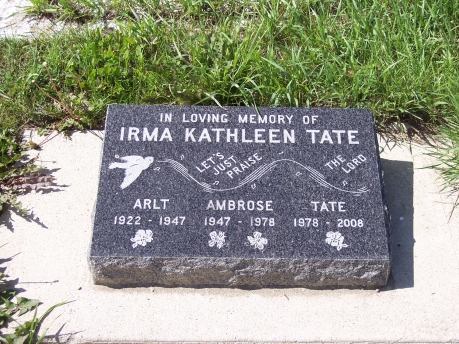 IN LOVING MEMORY OF
IRMA KATHLEEN TATE
LET'S JUST PRAISE THE LORD
ARLT AMBROSE TATE
1922 - 1947 1947 - 1978 1978 - 2008